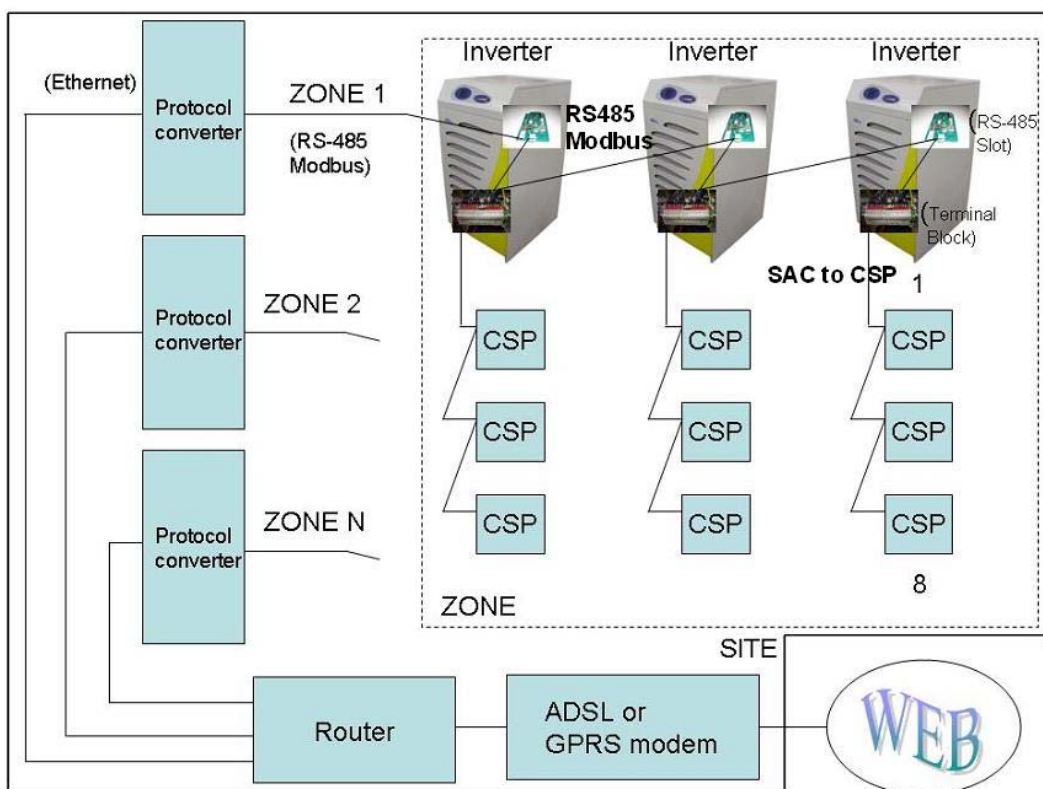 Inverter
Inverter
Inverter
(Ethernet)
Protocol
converter
ZONE 1
(RS-485
Modbus)
RS485
Modbus
(RS-485
Slot)
(Terminal
Block)
SAC to CSP
1
Protocol
converter
ZONE 2
CSP
CSP
CSP
CSP
CSP
CSP
Protocol
converter
ZONE N
CSP
CSP
CSP
8
ZONE
SITE
Router
ADSL or
GPRS modem
WEB